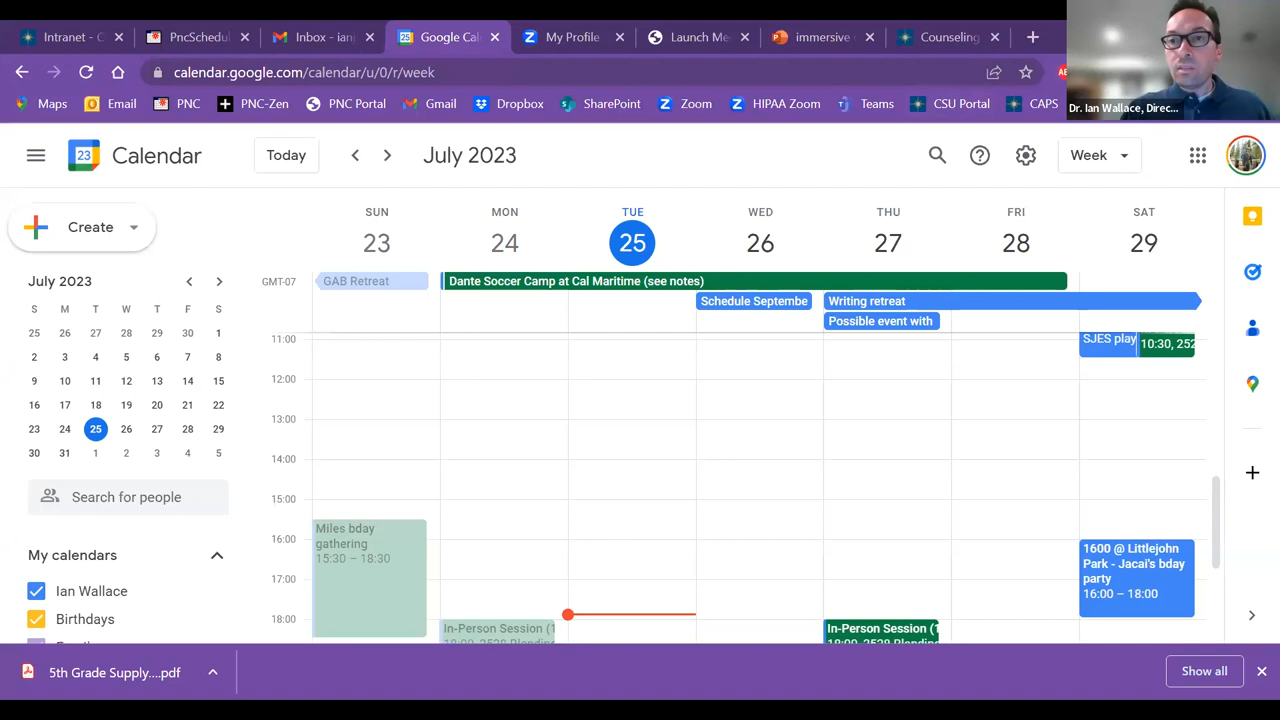 Intranet - C
PncSchedul
Inbox - ian
23
Google Cal
My Profile
Launch Me
immersive
Counseling
calendar.google.com/calendar/u/0/r/week
Maps
Email
PNC
PNC-Zen
PNC Portal
Gmail
Dropbox
SharePoint
Zoom
HIPAA Zoom
Teams
CSU Portal
CAPS
Dr. Ian Wallace, Direc...
23
Calendar
Today
July 2023
Week
Create
SUN
MON
TUE
WED
THU
FRI
SAT
23
24
25
26
27
28
29
GMT-07
GAB Retreat
Dante Soccer Camp at Cal Maritime (see notes)
Schedule Septembe
Writing retreat
Possible event with
July 2023
S M T W T F S
25 26 27 28 29 30 1
2 3 4 5 6 7 8
9 10 11 12 13 14 15
16 17 18 19 20 21 22
23 24 25 26 27 28 29
30 31 1 2 3 4 5
Search for people
My calendars
Ian Wallace
Birthdays
11:00
12:00
13:00
14:00
15:00
16:00
17:00
18:00
SJES play
10:30, 252
Miles bday
gathering
15:30 – 18:30
1600 @ Littlejohn
Park - Jacai's bday
party
16:00 – 18:00
In-Person Session (1
In-Person Session (1
5th Grade Supply....pdf
Show all